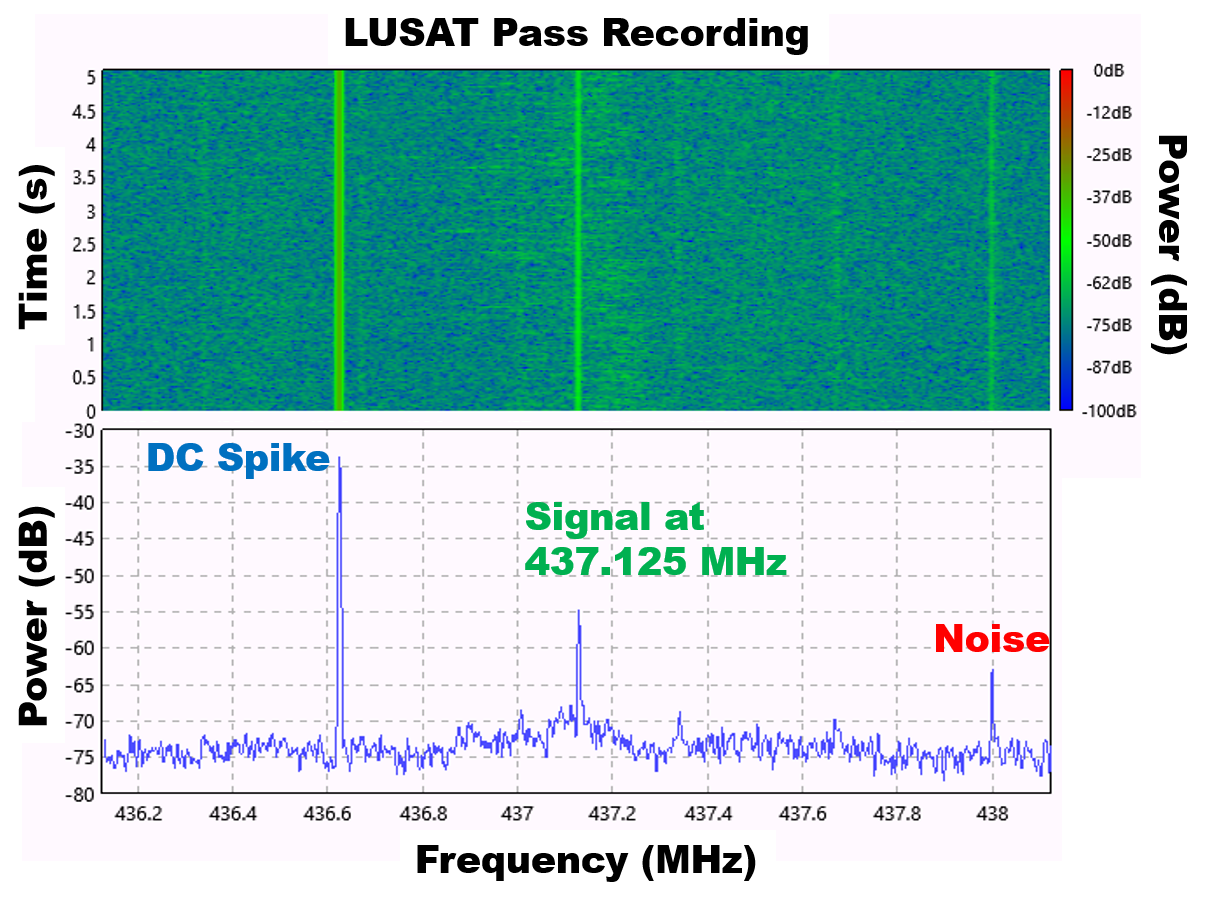 LUSAT Pass Recording
Time (s)
5
4.5
4
3.5
3
2.5
2
1.5
1
0.5
0
0dB
-12dB
-25dB
-37dB
-50dB
-62dB
-75dB
-87dB
-100dB
Power (dB)
Power (dB)
-30
-35
-40
-45
-50
-55
-60
-65
-70
-75
-80
DC Spike
Signal at
437.125 MHz
Noise
436.2 436.4 436.6 436.8 437 437.2 437.4 437.6 437.8 438
Frequency (MHz)